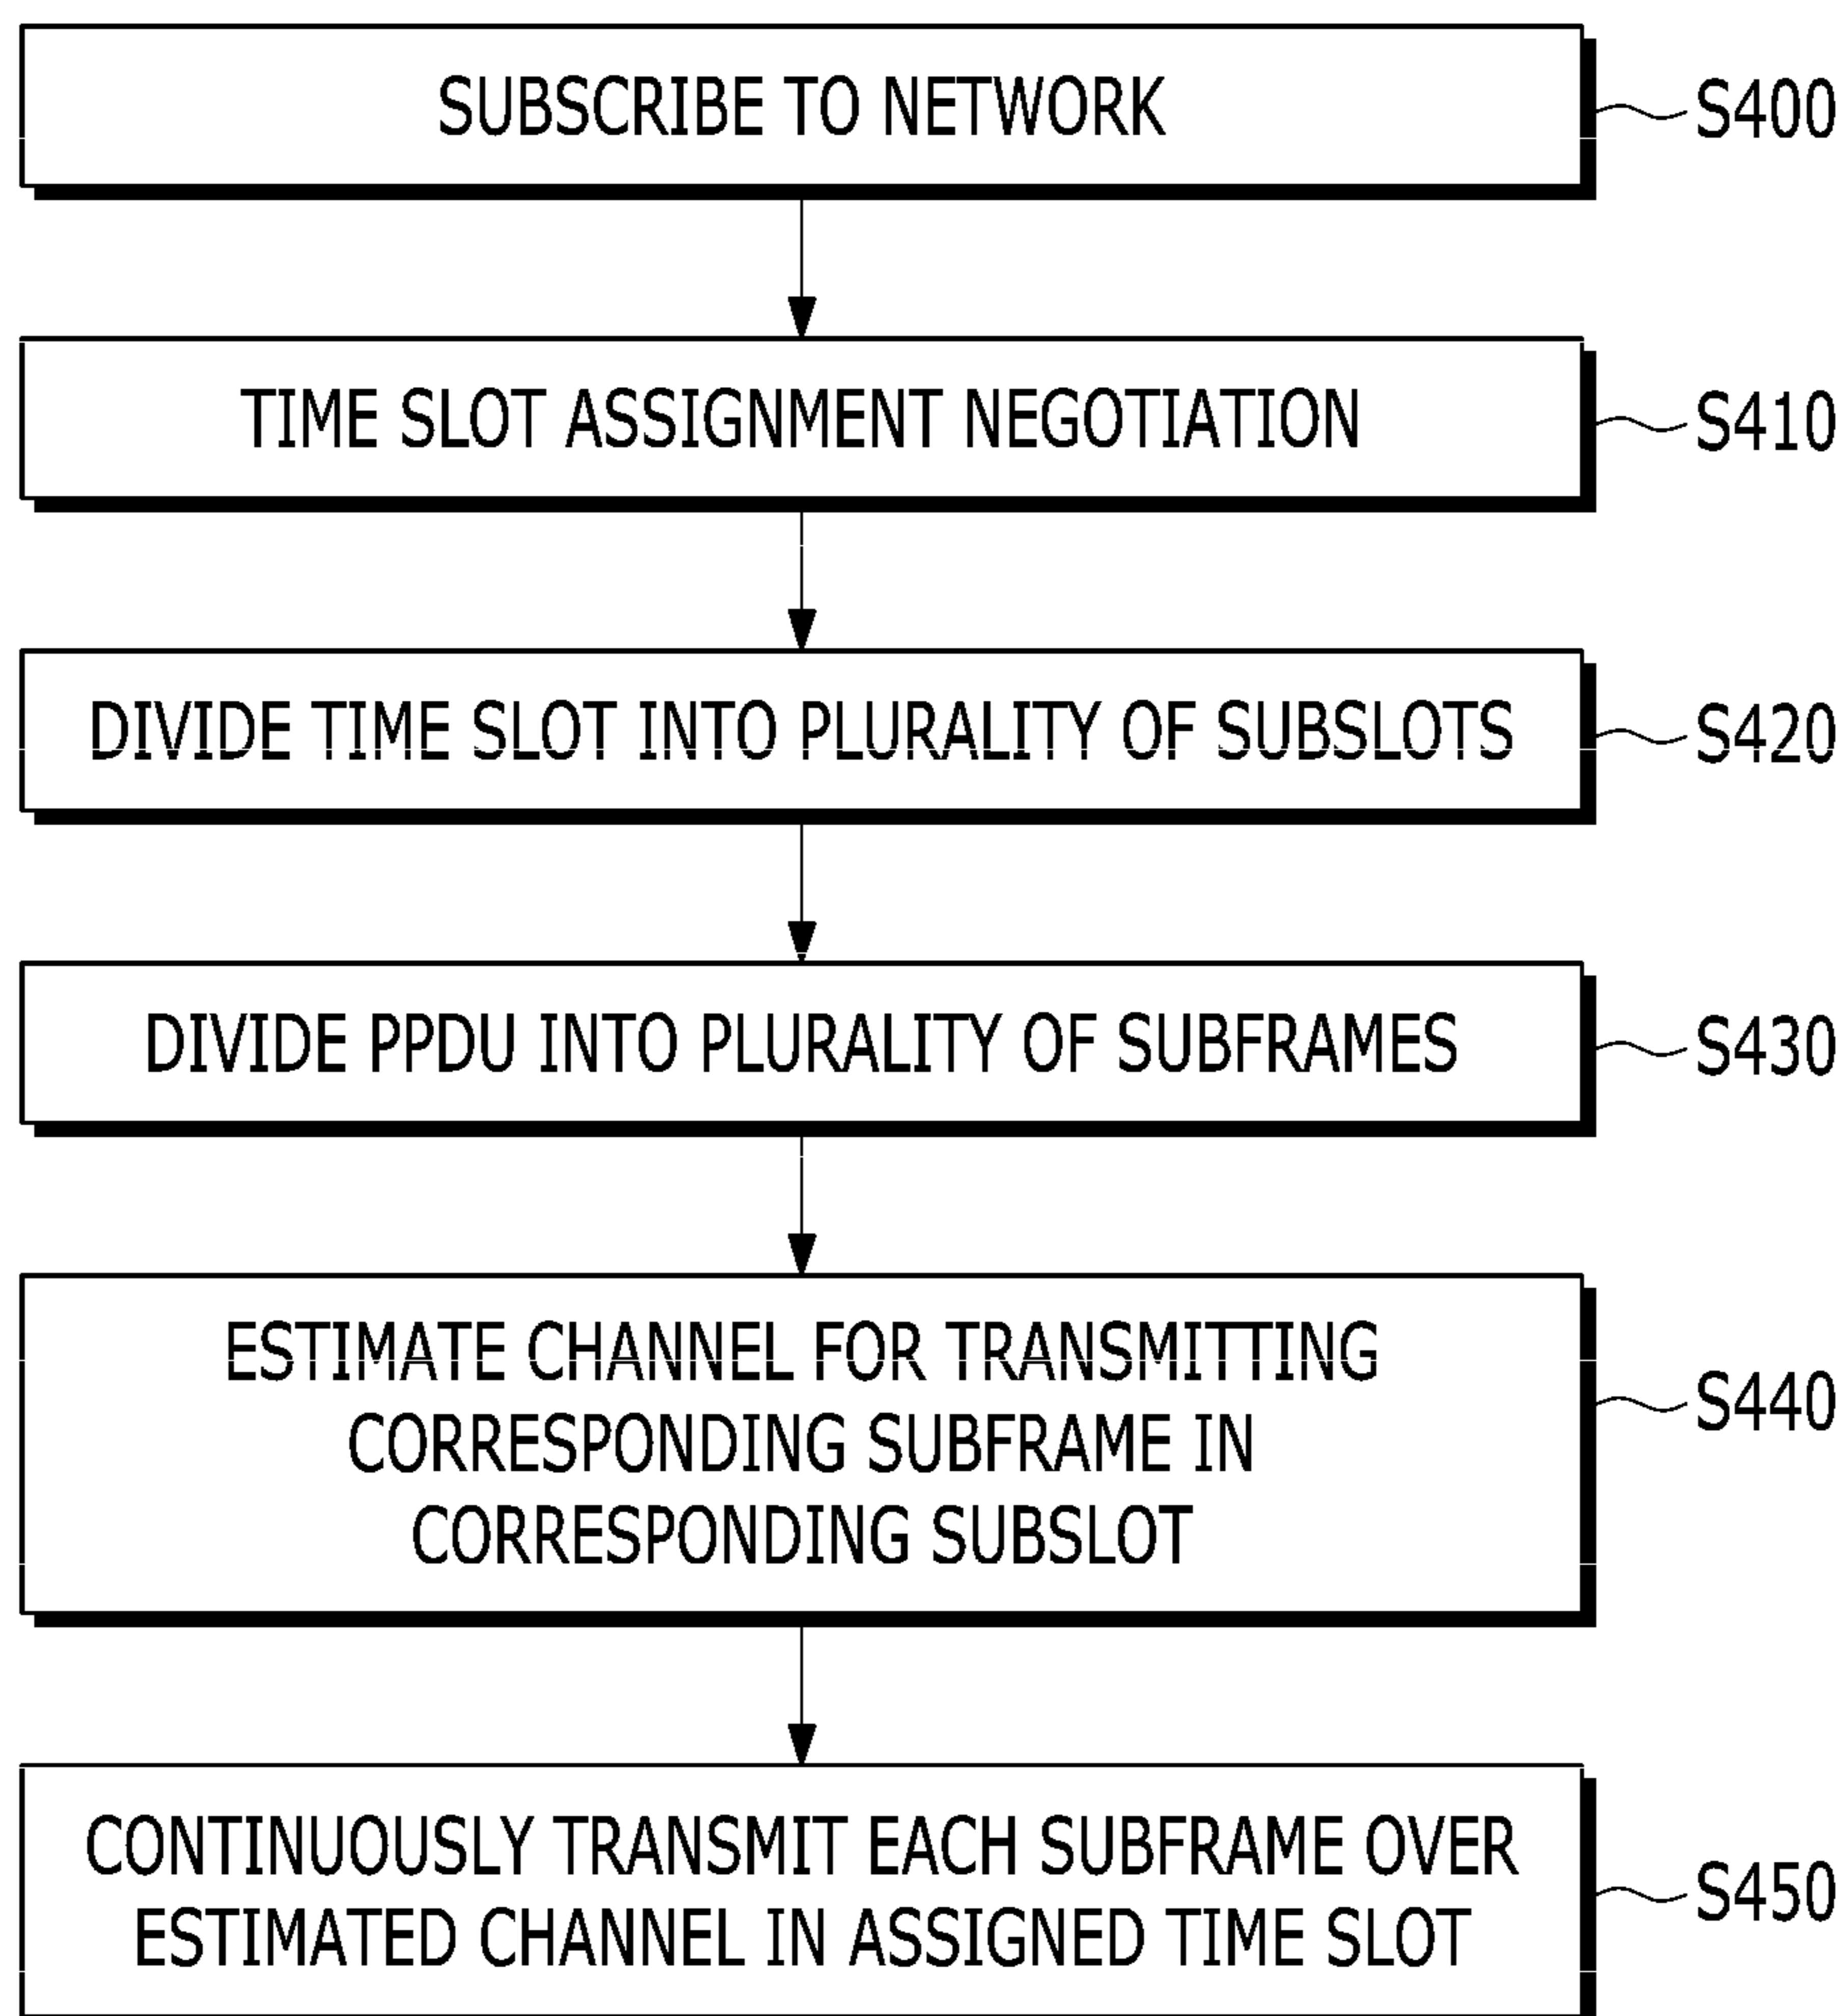 SUBSCRIBE TO NETWORK
S400
TIME SLOT ASSIGNMENT NEGOTIATION
S410
DIVIDE TIME SLOT INTO PLURALITY OF SUBSLOTS
S420
DIVIDE PPDU INTO PLURALITY OF SUBFRAMES
S430
ESTIMATE CHANNEL FOR TRANSMITTING
CORRESPONDING SUBFRAME IN
CORRESPONDING SUBSLOT
S440
CONTINUOUSLY TRANSMIT EACH SUBFRAME OVER
ESTIMATED CHANNEL IN ASSIGNED TIME SLOT
S450